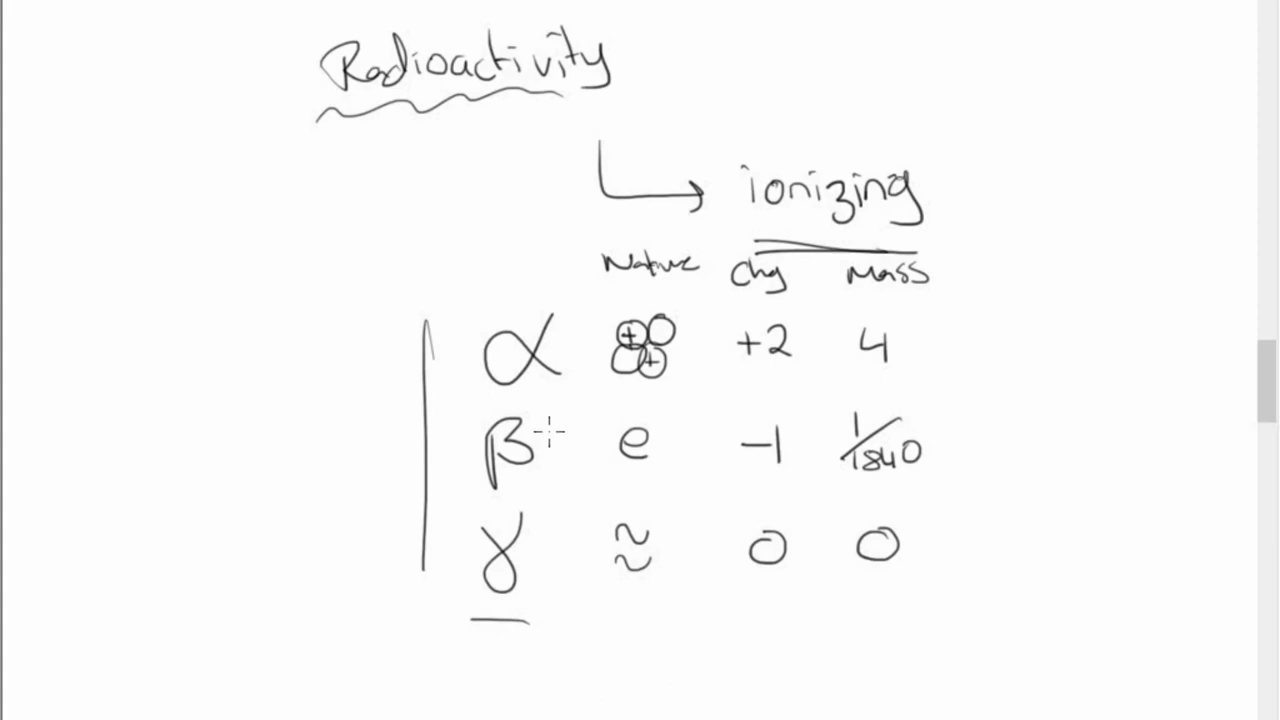 Radioactivity
ionizing
Nature Chg Mass
α + + +2 4
β e -1 1/1840
γ ≈ 0 0